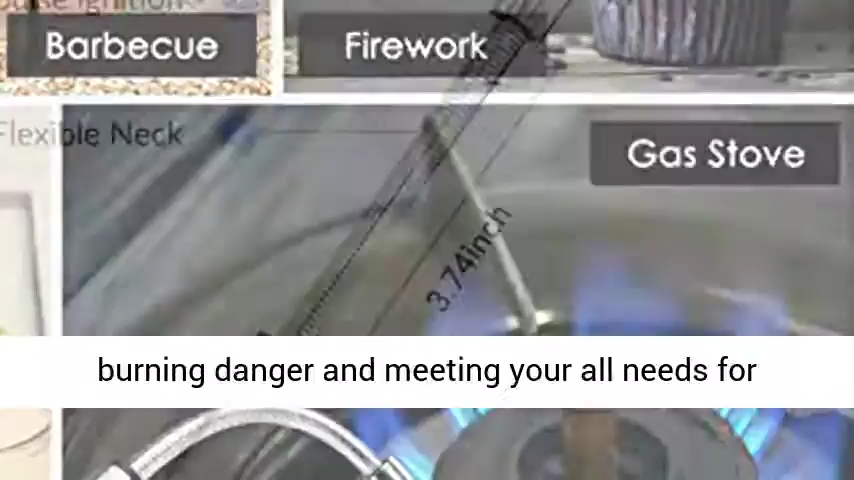 Barbecue
Firework
Flexible Neck
Gas Stove
3.74inch
burning danger and meeting your all needs for